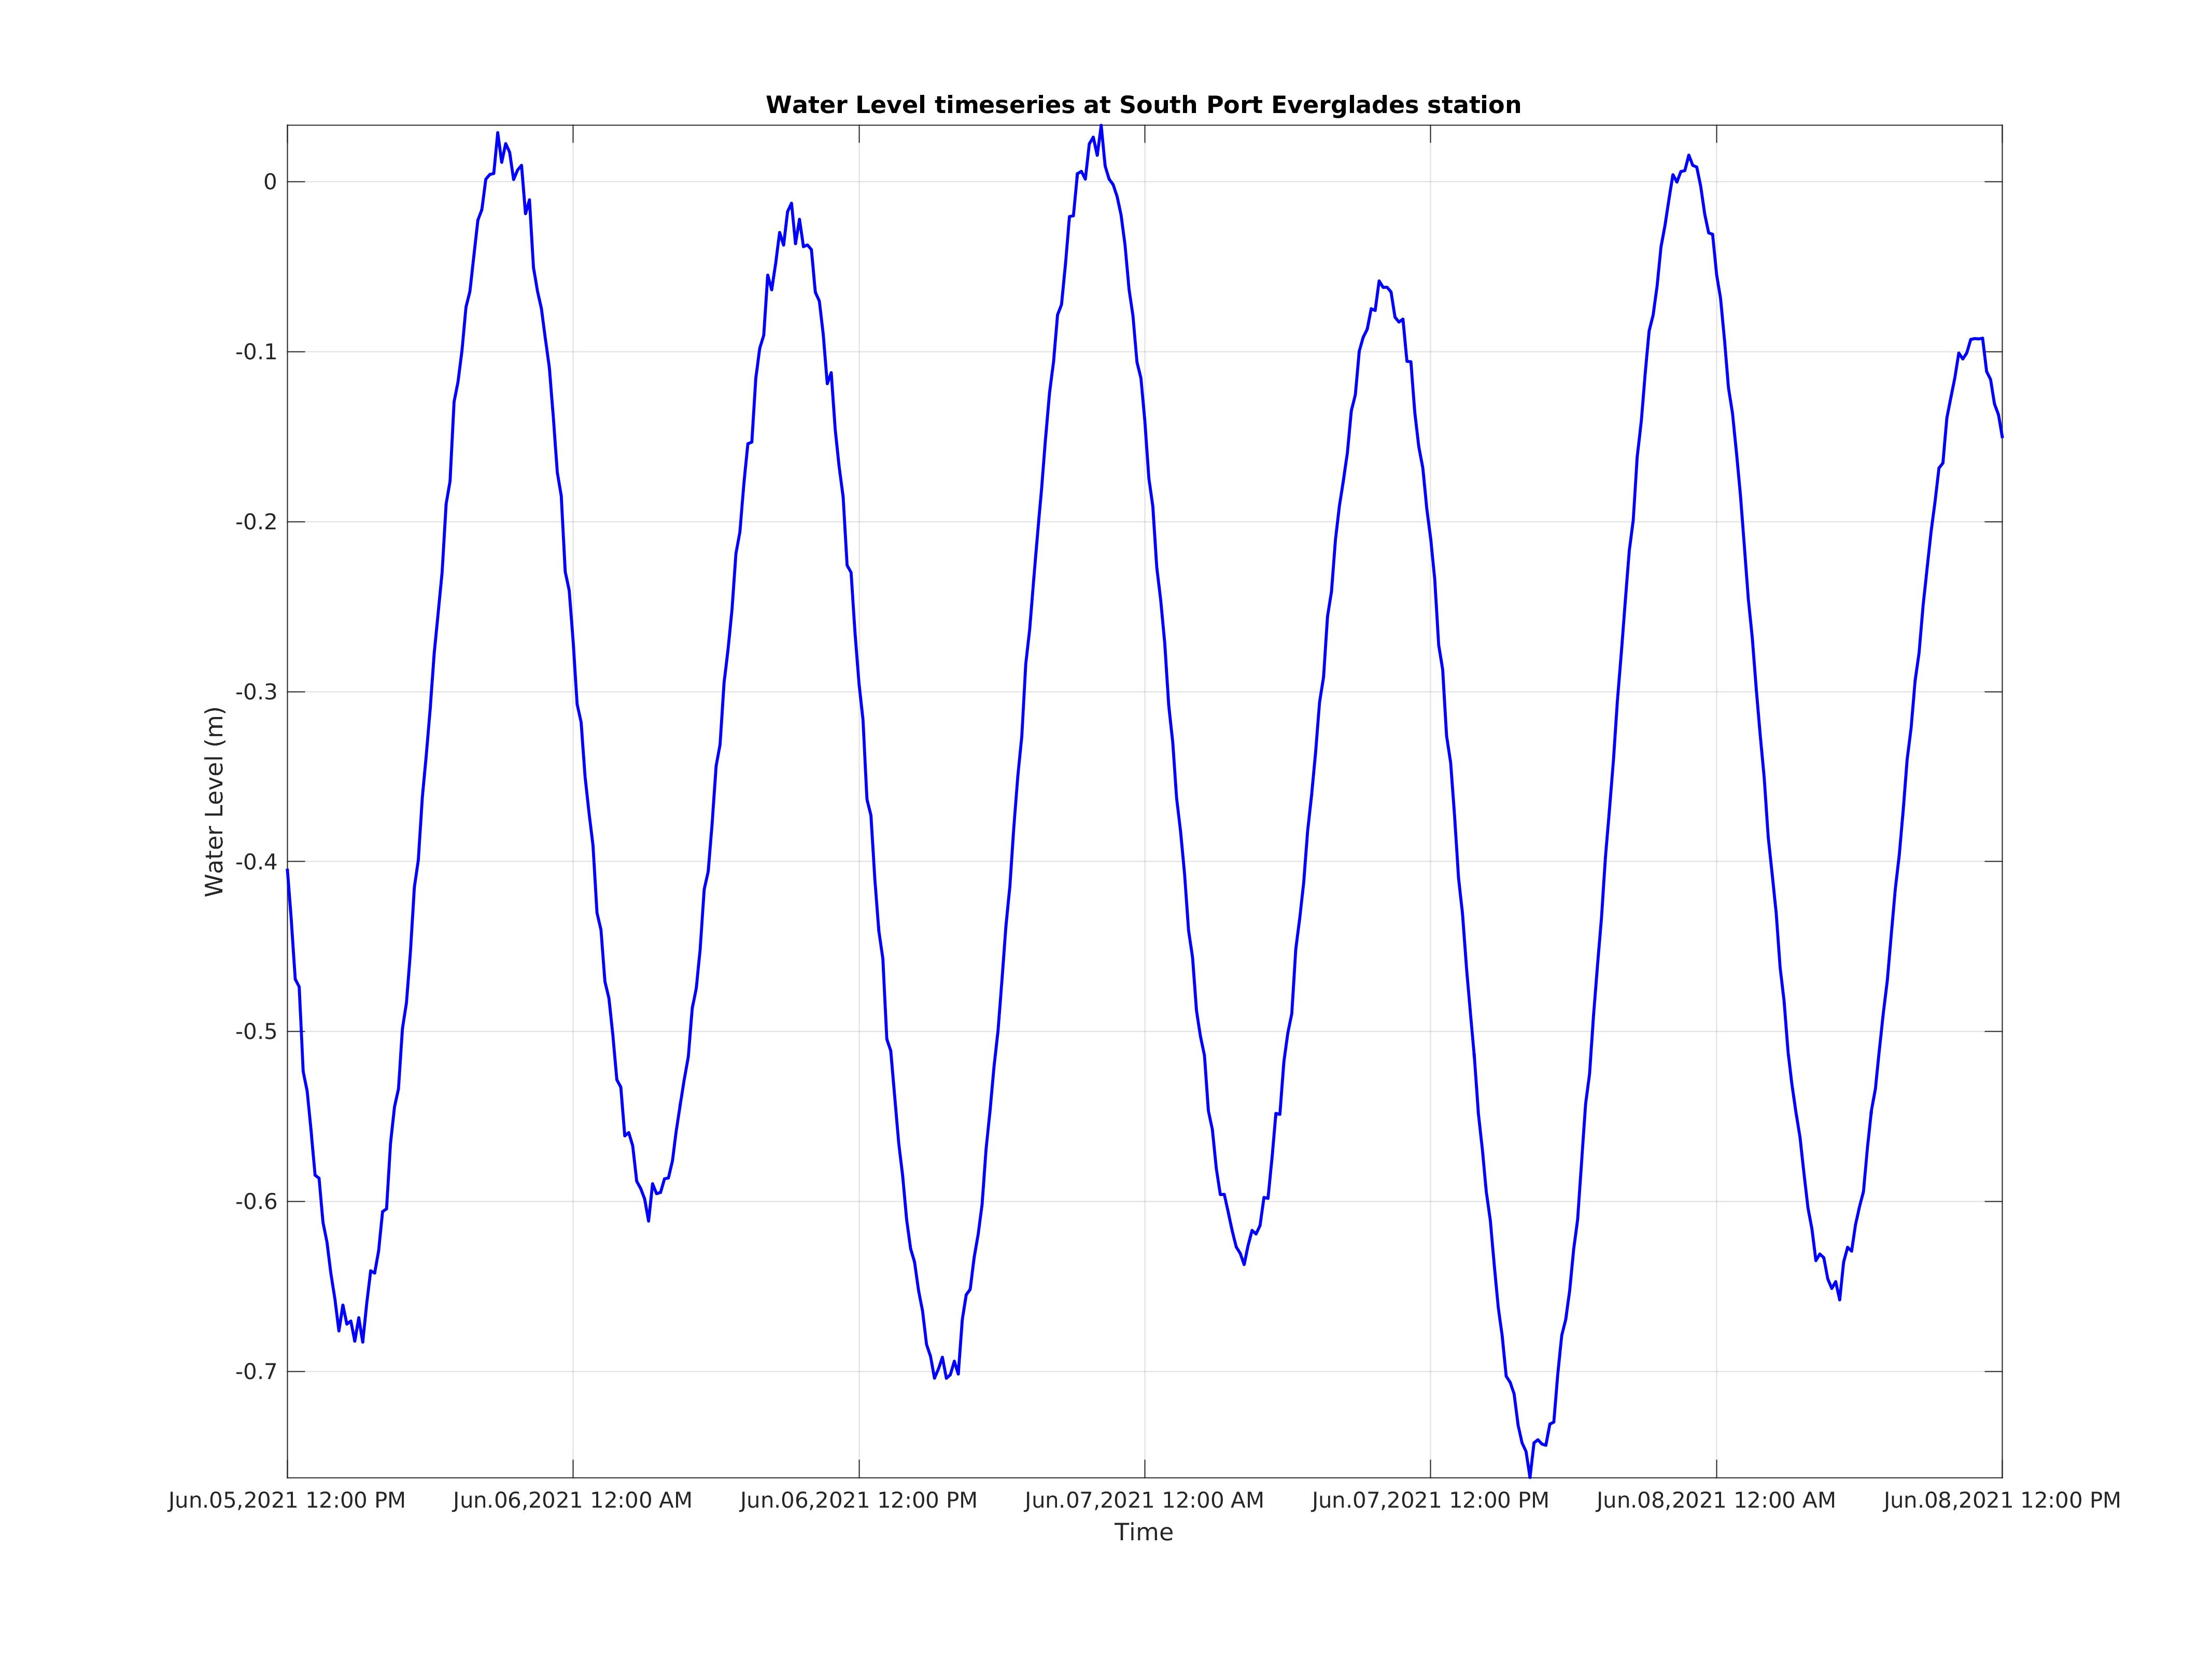 Water Level timeseries at South Port Everglades station
0
-0.1
-0.2
-0.3
-0.4
-0.5
-0.6
-0.7
Water Level (m)
Jun.05,2021 12:00 PM Jun.06,2021 12:00 AM Jun.06,2021 12:00 PM Jun.07,2021 12:00 AM Jun.07,2021 12:00 PM Jun.08,2021 12:00 AM Jun.08,2021 12:00 PM
Time